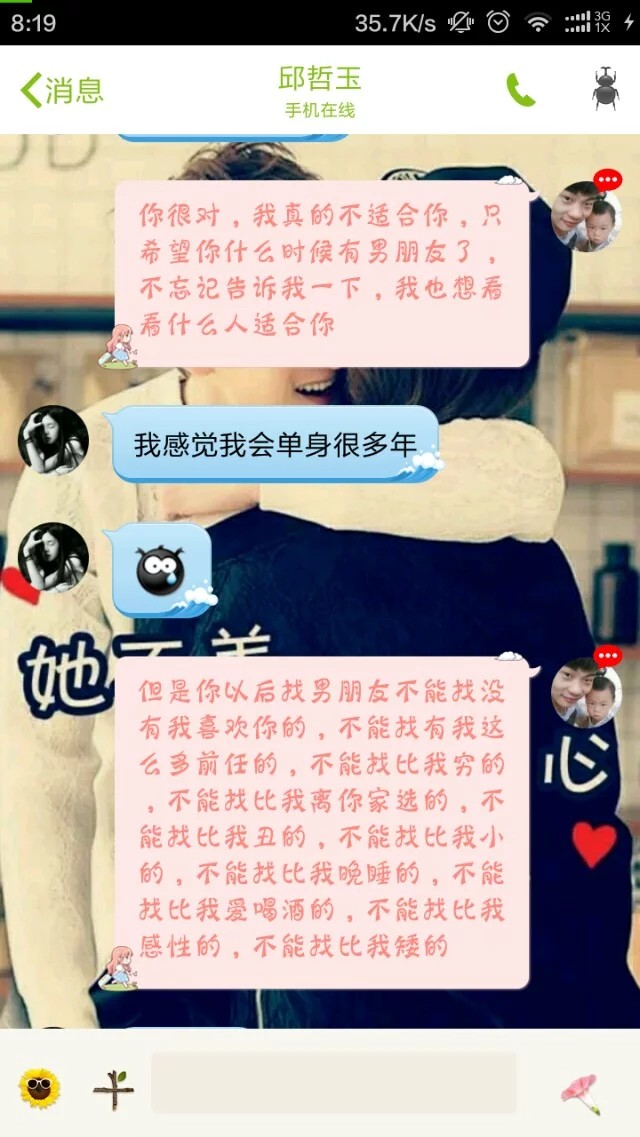 8:19
35.7K/s
3G
1X
消息
邱哲玉
手机在线
你很对，我真的不适合你，只
希望你什么时候有男朋友了，
不忘记告诉我一下，我也想看
看什么人适合你
我感觉我会单身很多年
她不美
但是你以后找男朋友不能找没
有我喜欢你的，不能找有我这
么多前任的，不能找比我穷的
，不能找比我离你家选的，不
能找比我丑的，不能找比我小
的，不能找比我晚睡的，不能
找比我爱喝酒的，不能找比我
感性的，不能找比我矮的
心